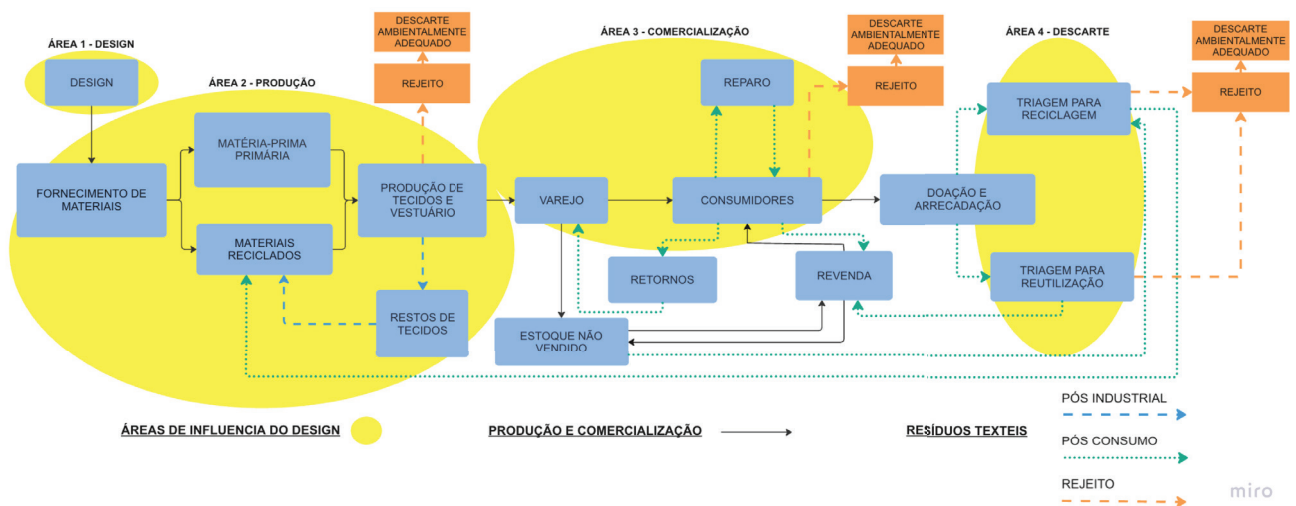 ÁREA 1 - DESIGN
DESIGN
ÁREA 2 - PRODUÇÃO
FORNECIMENTO DE
MATERIAIS
MATÉRIA-PRIMA
PRIMÁRIA
MATERIAIS
RECICLADOS
DESCARTE
AMBIENTALMENTE
ADEQUADO
REJEITO
PRODUÇÃO DE
TECIDOS E
VESTUÁRIO
RESTOS DE
TECIDOS
ÁREA 3 - COMERCIALIZAÇÃO
REPARO
DESCARTE
AMBIENTALMENTE
ADEQUADO
REJEITO
VAREJO
CONSUMIDORES
RETORNOS
REVENDA
ESTOQUE NÃO
VENDIDO
ÁREA 4 - DESCARTE
TRIAGEM PARA
RECICLAGEM
DESCARTE
AMBIENTALMENTE
ADEQUADO
REJEITO
DOAÇÃO E
ARRECADAÇÃO
TRIAGEM PARA
REUTILIZAÇÃO
ÁREAS DE INFLUENCIA DO DESIGN
PRODUÇÃO E COMERCIALIZAÇÃO
RESÍDUOS TEXTEIS
PÓS INDUSTRIAL
PÓS CONSUMO
REJEITO
miro